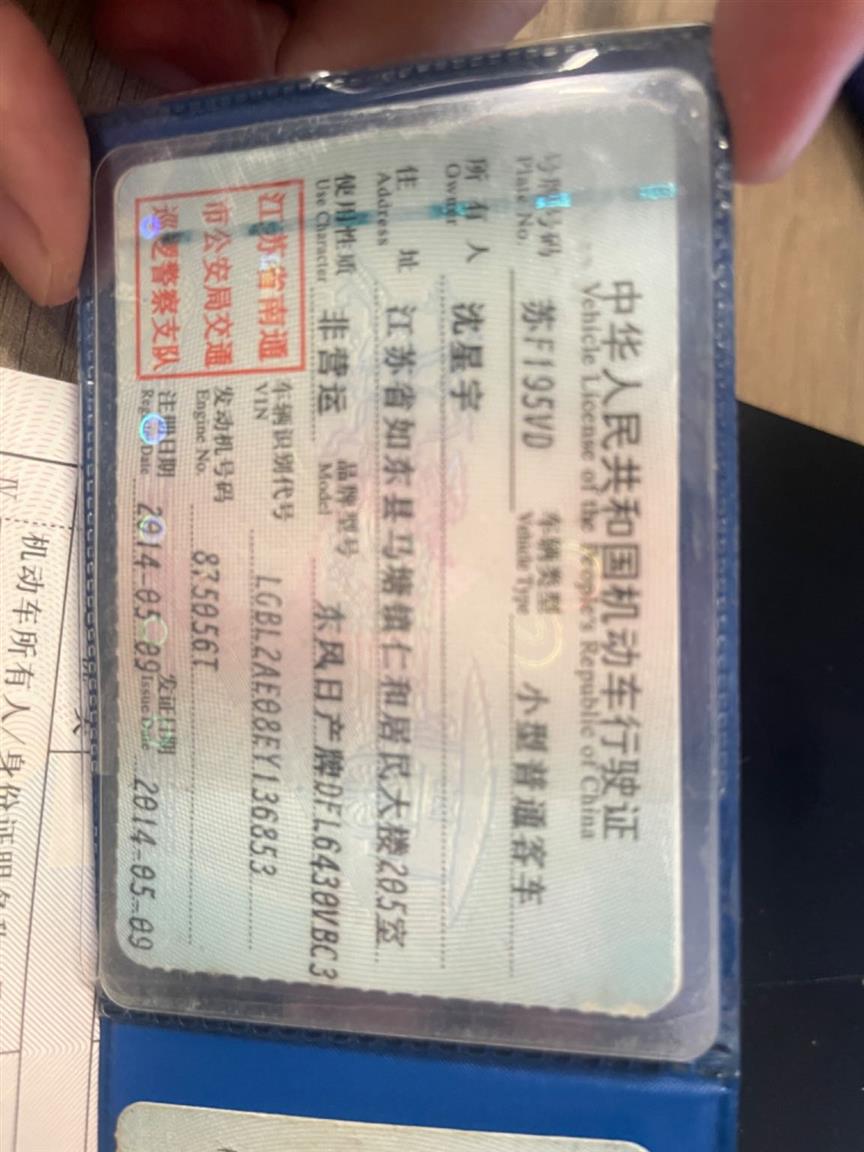 中华人民共和国机动车行驶证
Vehicle License of the People's Republic of China
号牌号码 苏F195VD 车辆类型 小型普通客车
Plate No. Vehicle Type
所有人 沈星宇
Owner
住址 江苏省如东县马塘镇仁和居民大楼205室
Address
使用性质 非营运 品牌型号 东风日产牌DFL6430VBC3
Use Character Model
江苏省南通
市公安局交通
巡逻警察支队
车辆识别代号 LGBL2AE08EY136853
VIN
发动机号码 875056T
Engine No.
注册日期 2014-05-09 发证日期 2014-05-09
Register Date Issue Date
机动车所有人/身份证明名称